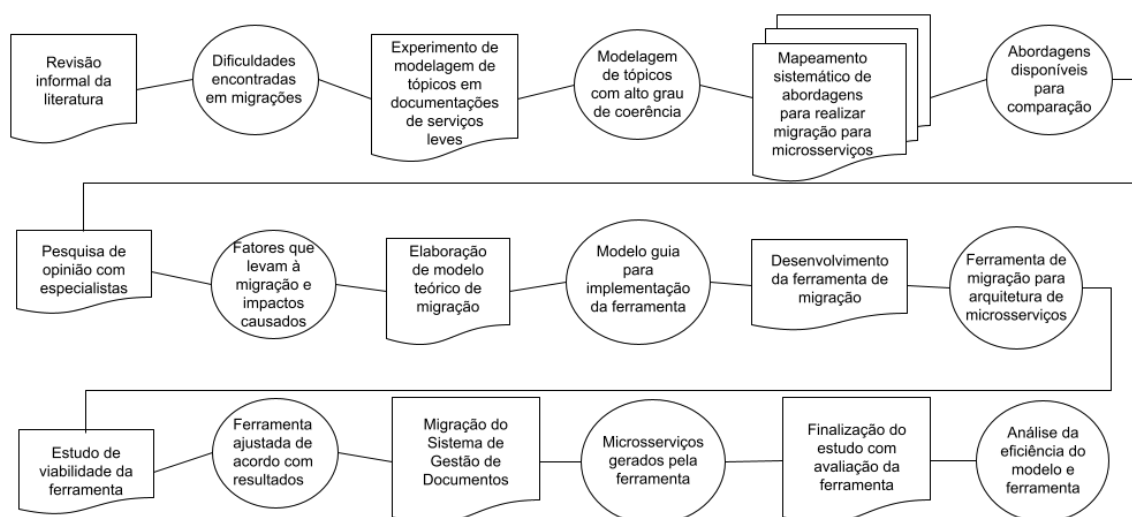 Revisão
informal da
literatura
Dificuldades
encontradas
em migrações
Experimento de
modelagem de
tópicos em
documentações
de serviços
leves
Modelagem
de tópicos
com alto grau
de coerência
Mapeamento
sistemático de
abordagens
para realizar
migração para
microsserviços
Abordagens
disponíveis
para
comparação
Pesquisa de
opinião com
especialistas
Fatores que
levam à
migração e
impactos
causados
Elaboração
de modelo
teórico de
migração
Modelo guia
para
implementação
da ferramenta
Desenvolvimento
da ferramenta de
migração
Ferramenta de
migração para
arquitetura de
microsserviços
Estudo de
viabilidade da
ferramenta
Ferramenta
ajustada de
acordo com
resultados
Migração do
Sistema de
Gestão de
Documentos
Microsserviços
gerados pela
ferramenta
Finalização do
estudo com
avaliação da
ferramenta
Análise da
eficiência do
modelo e
ferramenta